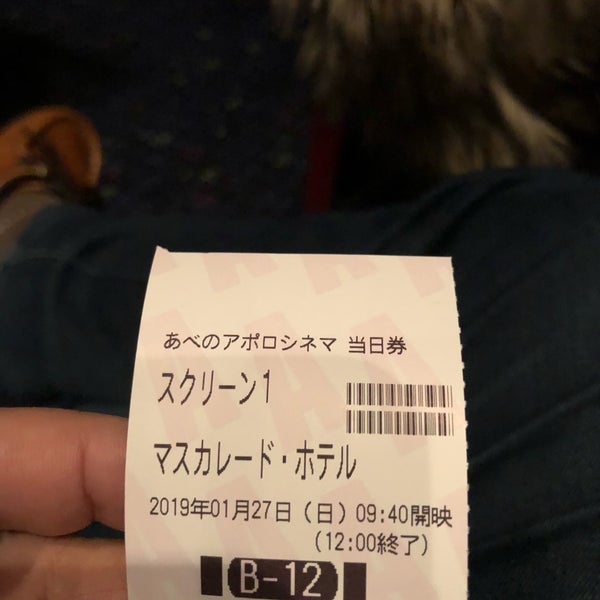 あべのアポロシネマ 当日券
スクリーン1
マスカレード・ホテル
2019年01月27日（日）09:40開映
（12:00終了）
B-12